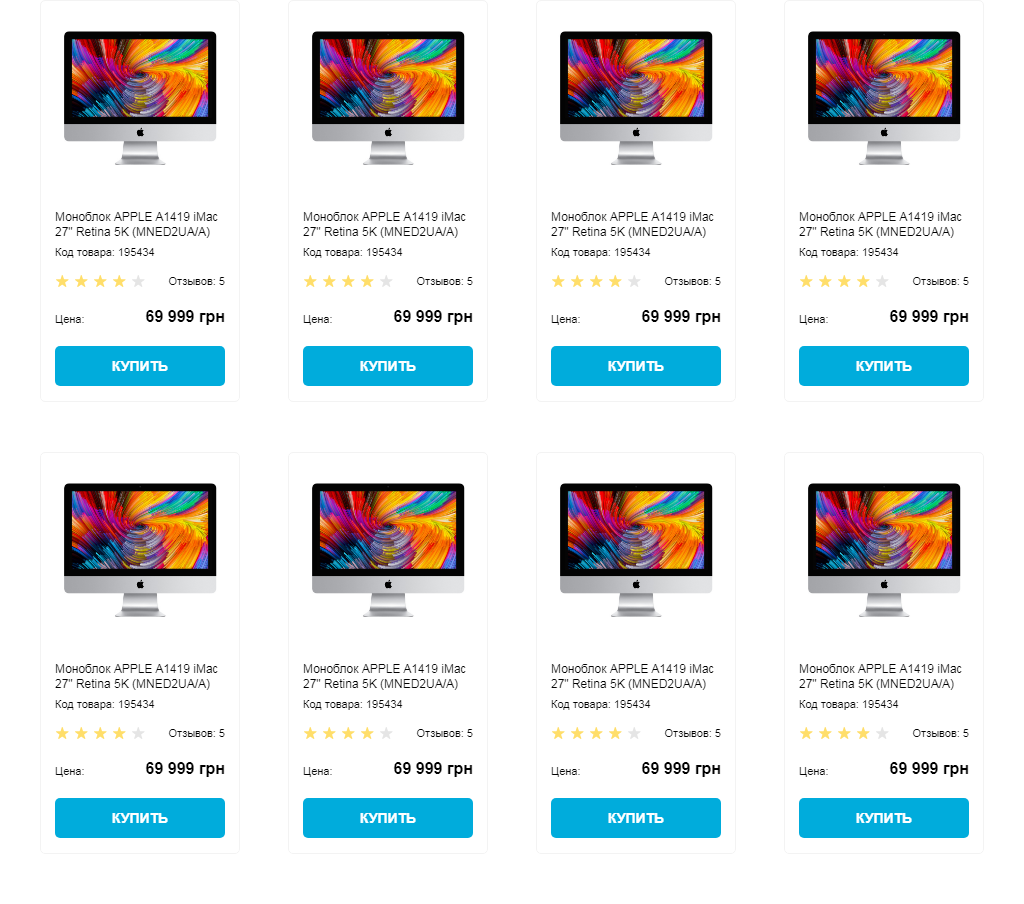 Моноблок APPLE A1419 iMac
27" Retina 5K (MNED2UA/A)
Код товара: 195434
Отзывов: 5
Цена: 69 999 грн
КУПИТЬ
Моноблок APPLE A1419 iMac
27" Retina 5K (MNED2UA/A)
Код товара: 195434
Отзывов: 5
Цена: 69 999 грн
КУПИТЬ
Моноблок APPLE A1419 iMac
27" Retina 5K (MNED2UA/A)
Код товара: 195434
Отзывов: 5
Цена: 69 999 грн
КУПИТЬ
Моноблок APPLE A1419 iMac
27" Retina 5K (MNED2UA/A)
Код товара: 195434
Отзывов: 5
Цена: 69 999 грн
КУПИТЬ
Моноблок APPLE A1419 iMac
27" Retina 5K (MNED2UA/A)
Код товара: 195434
Отзывов: 5
Цена: 69 999 грн
КУПИТЬ
Моноблок APPLE A1419 iMac
27" Retina 5K (MNED2UA/A)
Код товара: 195434
Отзывов: 5
Цена: 69 999 грн
КУПИТЬ
Моноблок APPLE A1419 iMac
27" Retina 5K (MNED2UA/A)
Код товара: 195434
Отзывов: 5
Цена: 69 999 грн
КУПИТЬ
Моноблок APPLE A1419 iMac
27" Retina 5K (MNED2UA/A)
Код товара: 195434
Отзывов: 5
Цена: 69 999 грн
КУПИТЬ